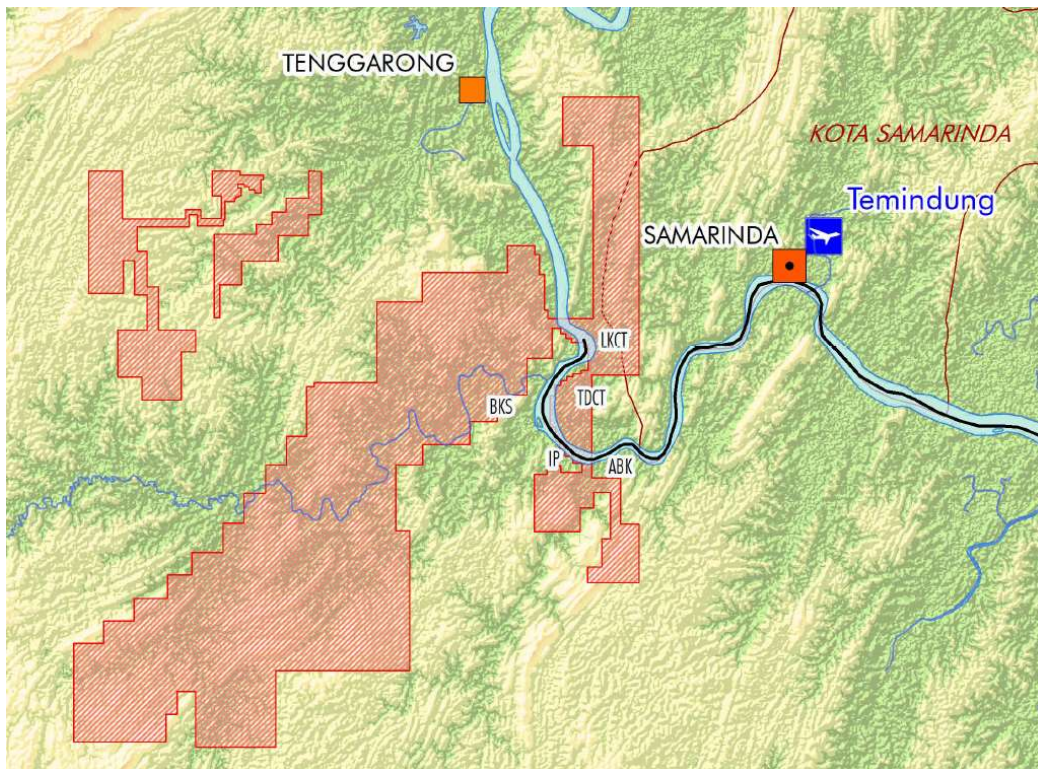 TENGGARONG
KOTA SAMARINDA
Temindung
SAMARINDA
LKCT
BKS
TDCT
IP
ABK